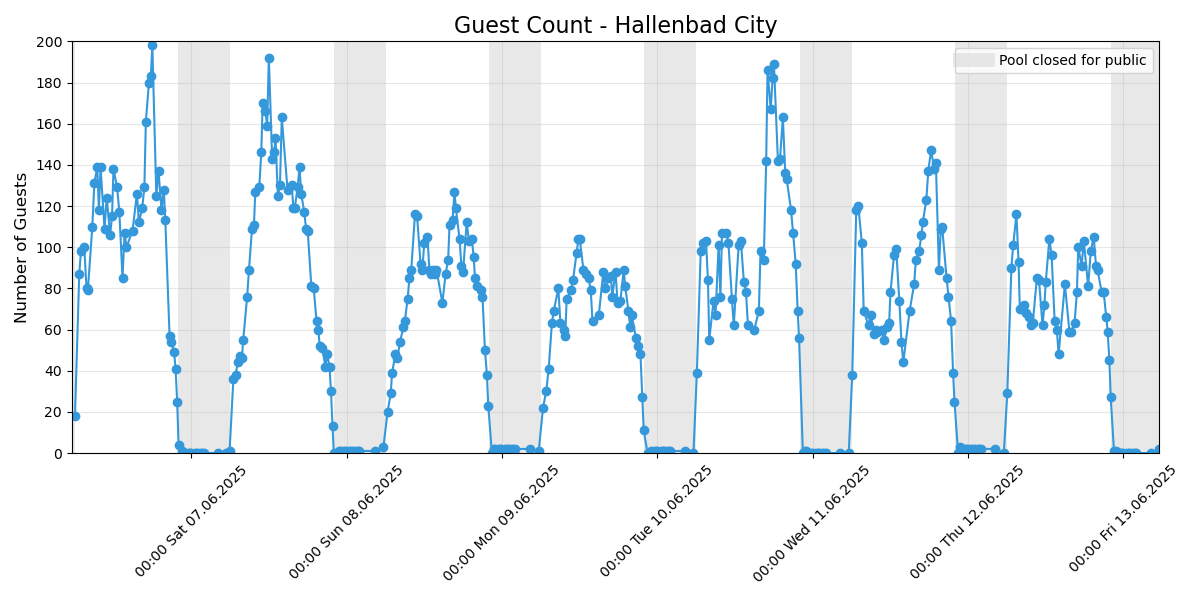 Guest Count - Hallenbad City
Pool closed for public
Number of Guests
200
180
160
140
120
100
80
60
40
20
0
00:00 Sat 07.06.2025
00:00 Sun 08.06.2025
00:00 Mon 09.06.2025
00:00 Tue 10.06.2025
00:00 Wed 11.06.2025
00:00 Thu 12.06.2025
00:00 Fri 13.06.2025